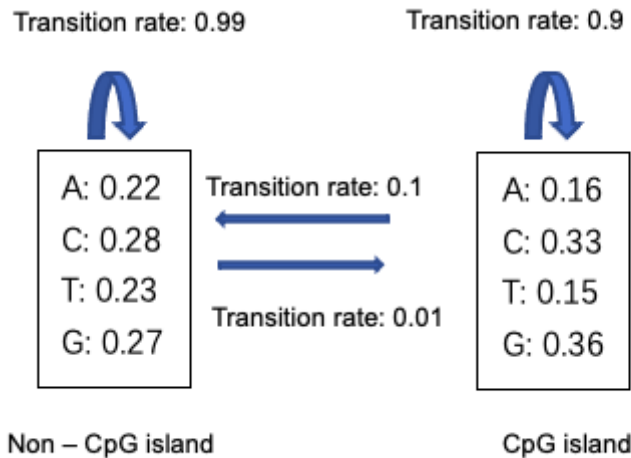 Transition rate: 0.99
Transition rate: 0.9
A: 0.22
C: 0.28
T: 0.23
G: 0.27
Transition rate: 0.1
Transition rate: 0.01
A: 0.16
C: 0.33
T: 0.15
G: 0.36
Non – CpG island
CpG island